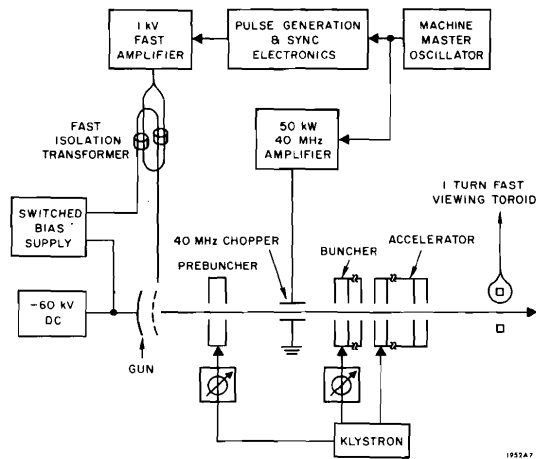 1 kV
FAST
AMPLIFIER
PULSE GENERATION
& SYNC
ELECTRONICS
MACHINE
MASTER
OSCILLATOR
FAST
ISOLATION
TRANSFORMER
50 kW
40 MHz
AMPLIFIER
1 TURN FAST
VIEWING TOROID
SWITCHED
BIAS
SUPPLY
40 MHz CHOPPER
PREBUNCHER
BUNCHER
ACCELERATOR
-60 kV
DC
GUN
KLYSTRON
1952A7